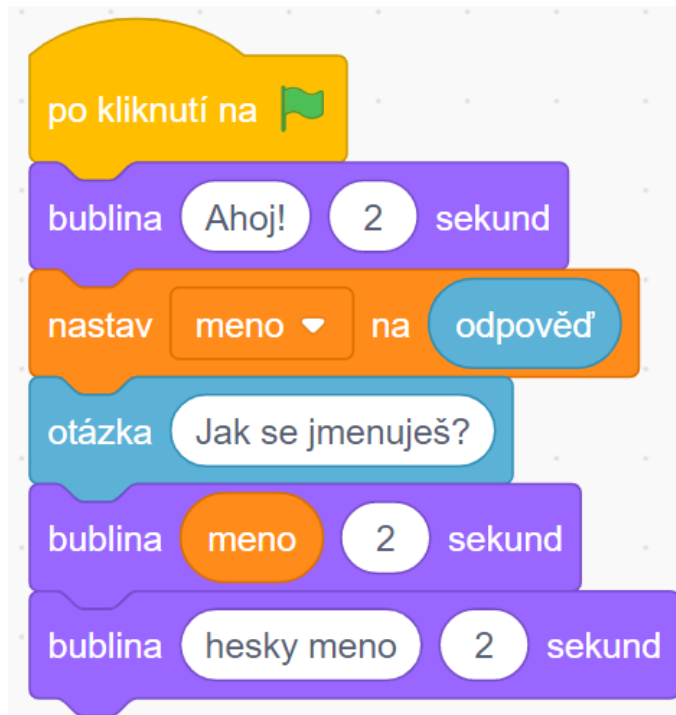 po kliknutí na
bublina Ahoj! 2 sekund
nastav meno na odpověď
otázka Jak se jmenuješ?
bublina meno 2 sekund
bublina hesky meno 2 sekund